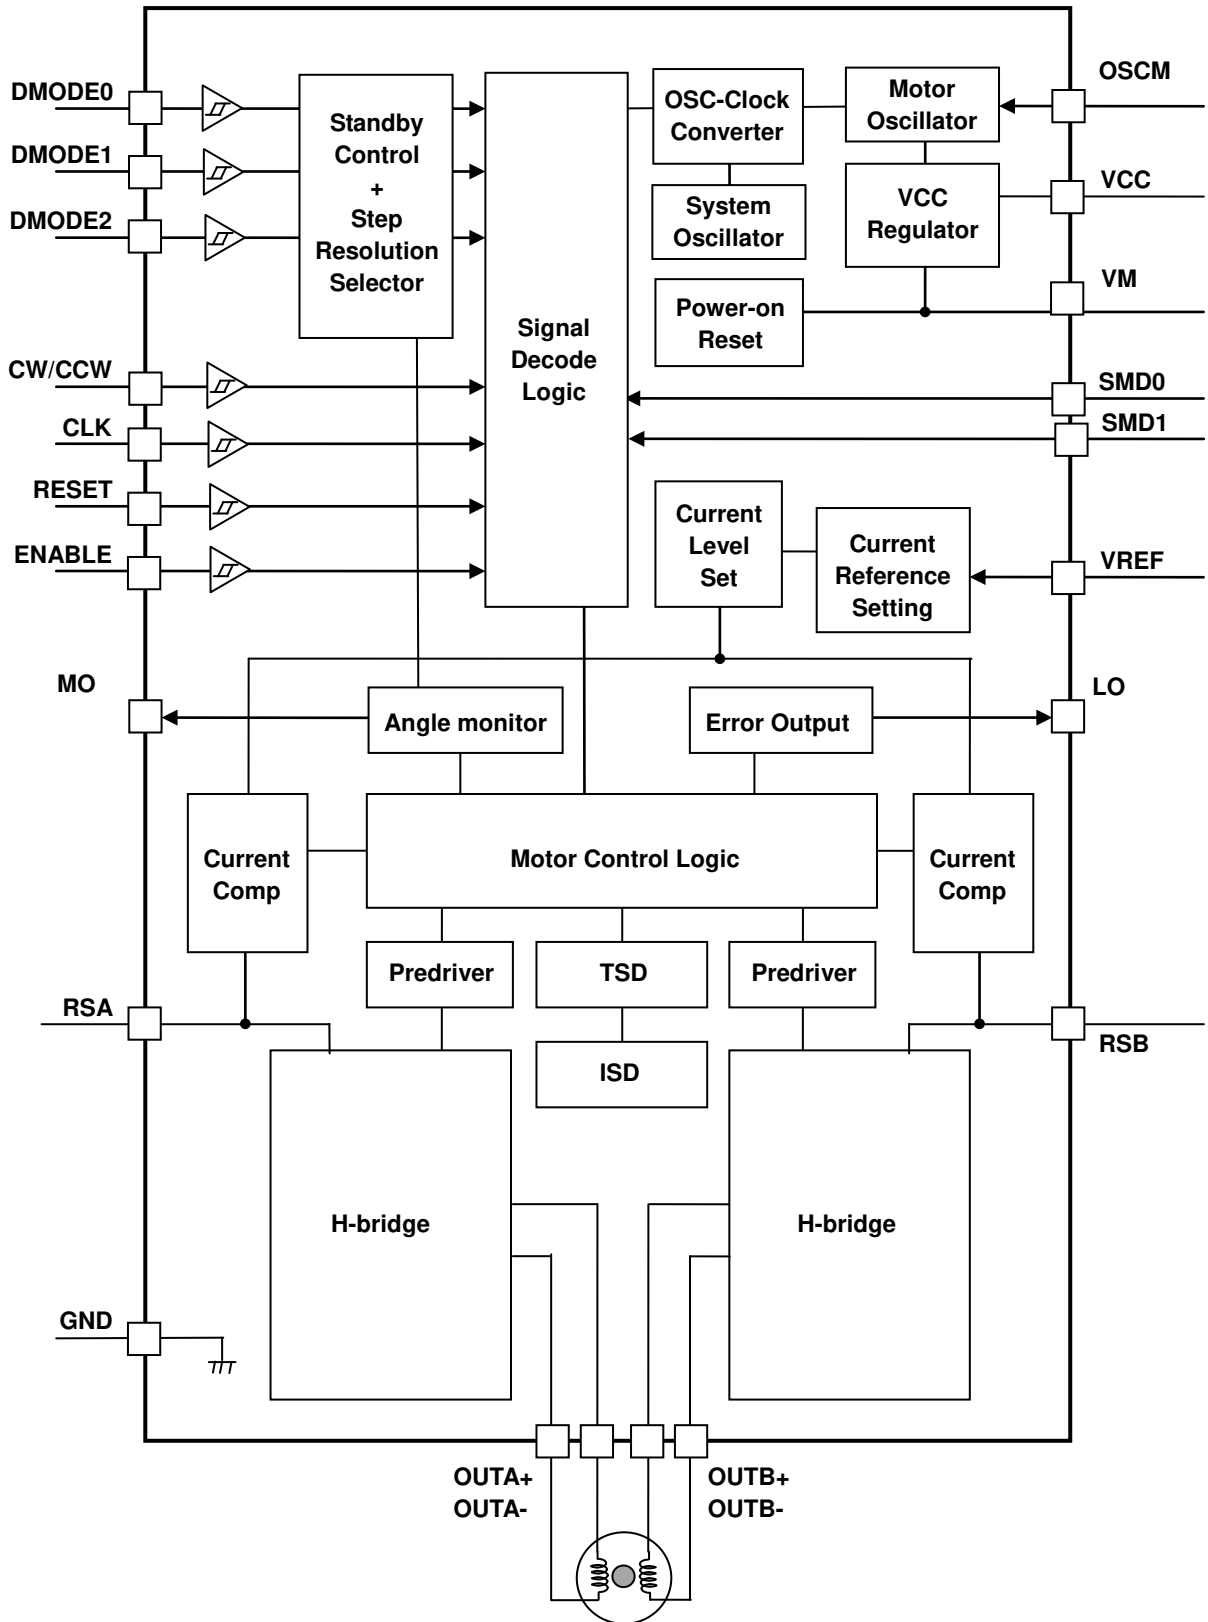 DMODE0
DMODE1
DMODE2
CW/CCW
CLK
RESET
ENABLE
MO
RSA
GND
Standby
Control
+
Step
Resolution
Selector
Signal
Decode
Logic
OSC-Clock
Converter
Motor
Oscillator
System
Oscillator
VCC
Regulator
Power-on
Reset
Current
Level
Set
Current
Reference
Setting
Angle monitor
Error Output
Current
Comp
Motor Control Logic
Current
Comp
Predriver
TSD
Predriver
ISD
H-bridge
H-bridge
OSCM
VCC
VM
SMD0
SMD1
VREF
LO
RSB
OUTA+
OUTA-
OUTB+
OUTB-